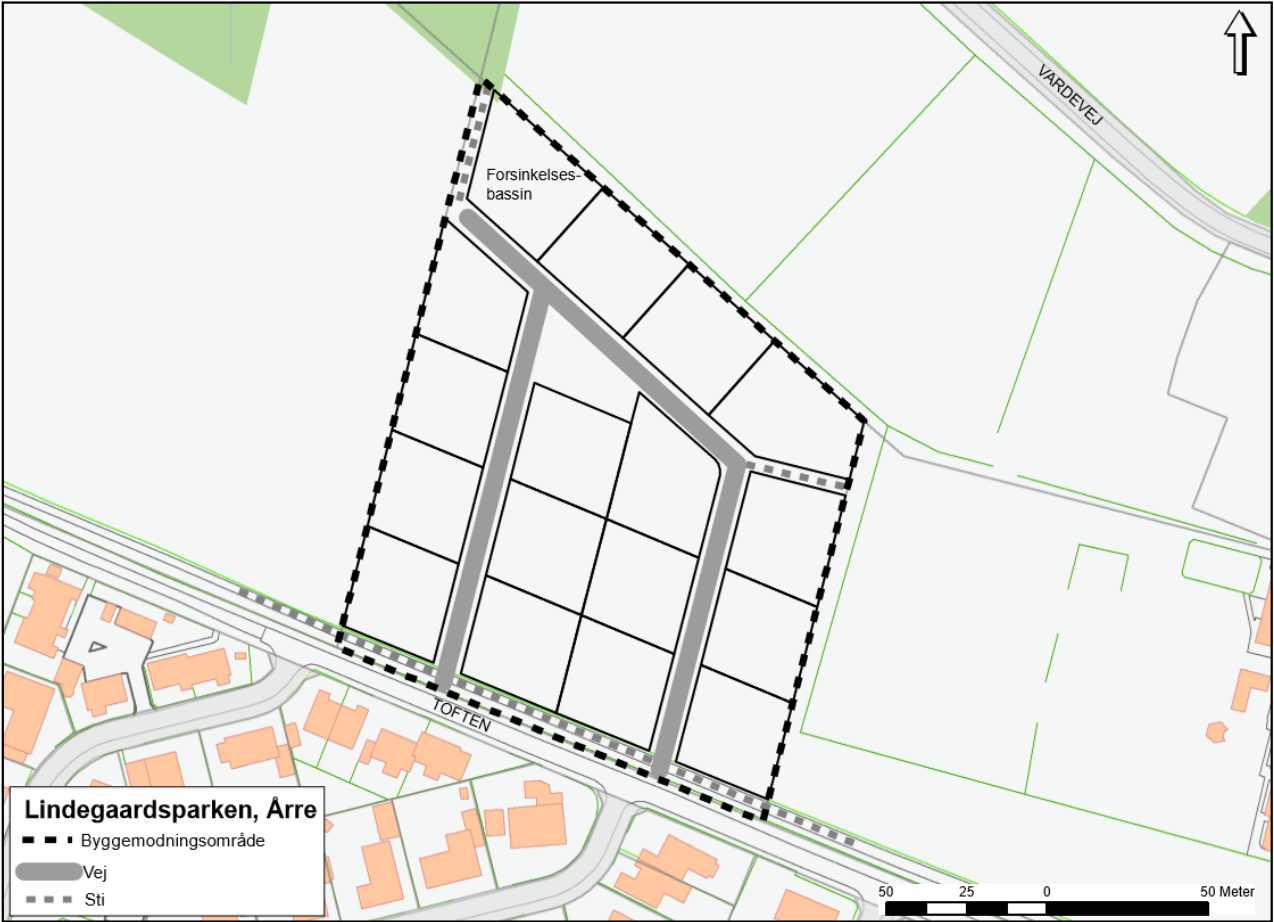 VARDEVEJ
Forsinkelses-
bassin
TOFTEN
Lindegaardsparken, Årre
Byggemodningsområde
Vej
Sti
50 25 0 50 Meter